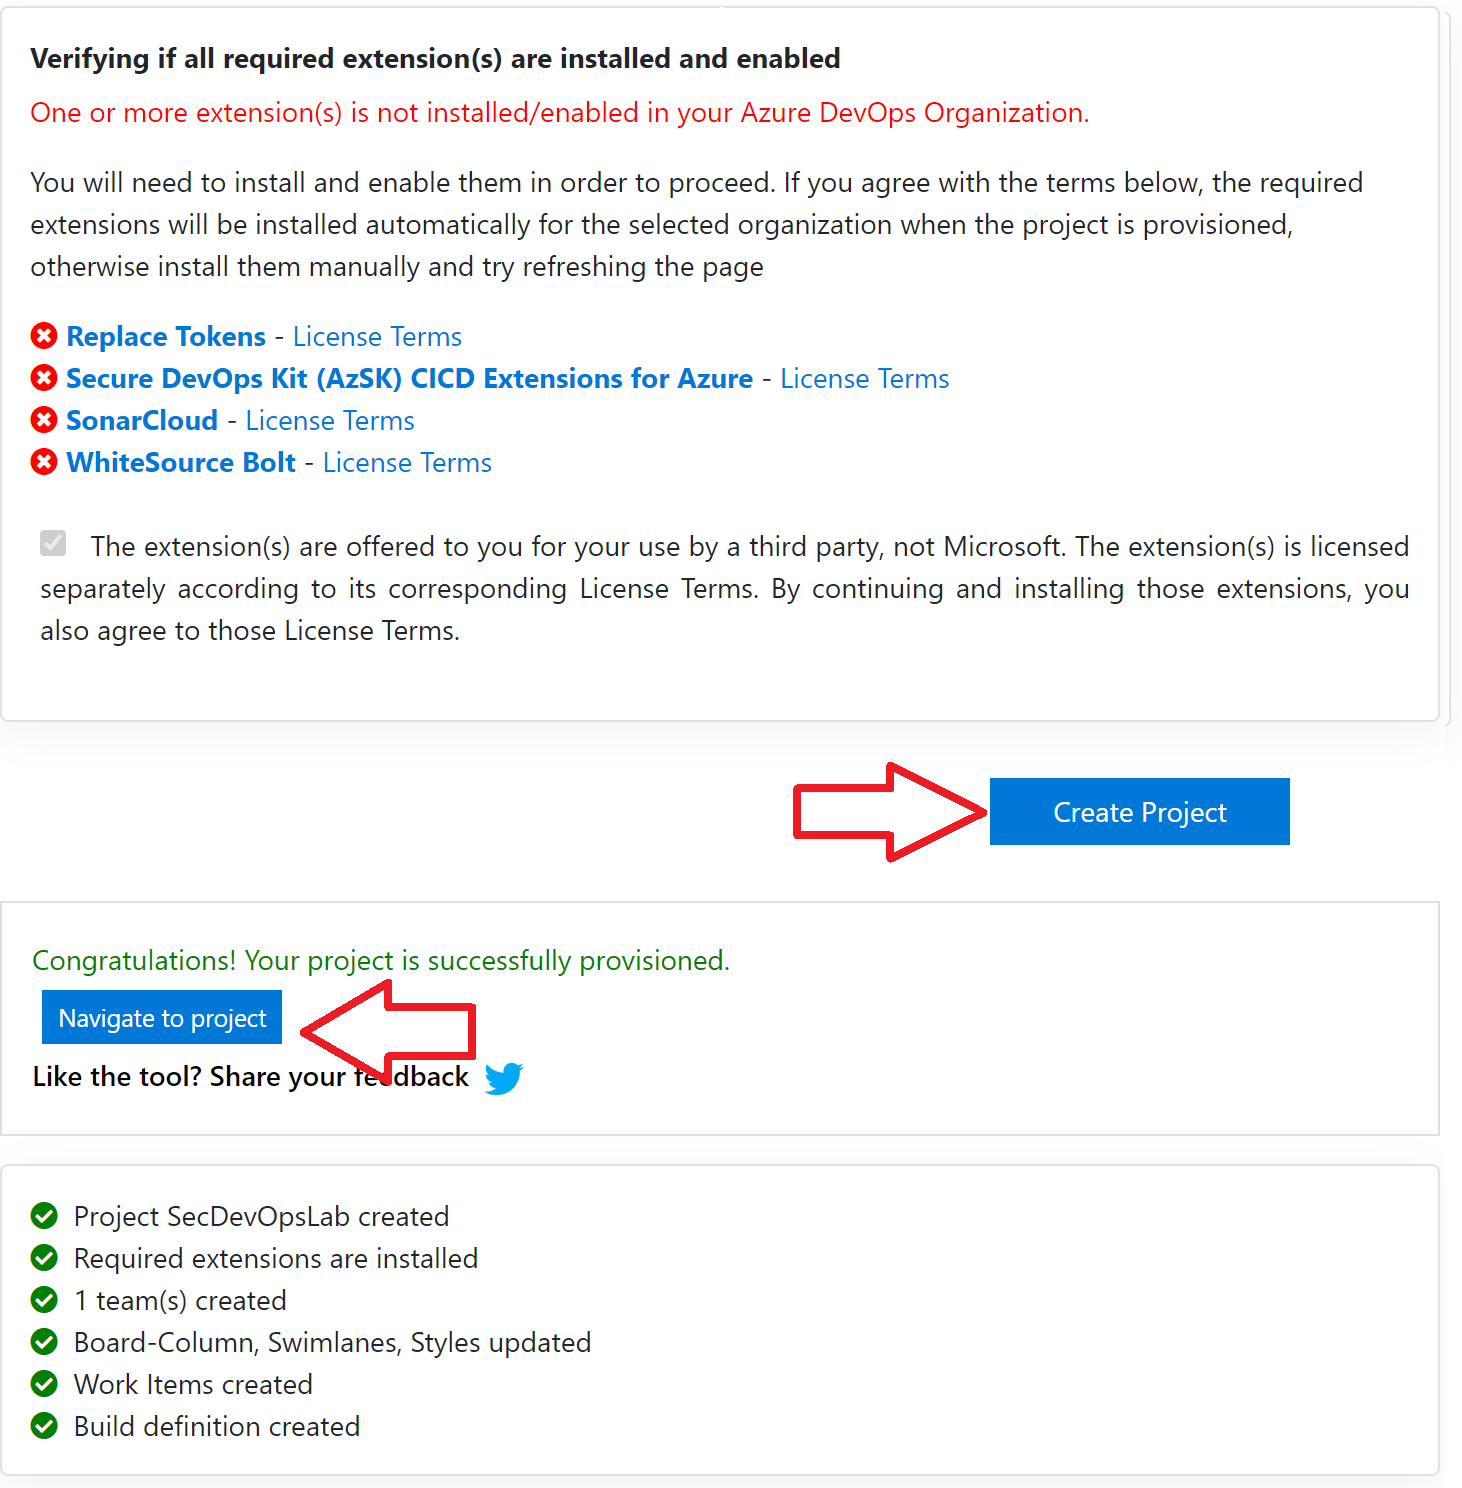 Verifying if all required extension(s) are installed and enabled
One or more extension(s) is not installed/enabled in your Azure DevOps Organization.
You will need to install and enable them in order to proceed. If you agree with the terms below, the required
extensions will be installed automatically for the selected organization when the project is provisioned,
otherwise install them manually and try refreshing the page
Replace Tokens - License Terms
Secure DevOps Kit (AzSK) CICD Extensions for Azure - License Terms
SonarCloud - License Terms
WhiteSource Bolt - License Terms
The extension(s) are offered to you for your use by a third party, not Microsoft. The extension(s) is licensed
separately according to its corresponding License Terms. By continuing and installing those extensions, you
also agree to those License Terms.
Create Project
Congratulations! Your project is successfully provisioned.
Navigate to project
Like the tool? Share your feedback
Project SecDevOpsLab created
Required extensions are installed
1 team(s) created
Board-Column, Swimlanes, Styles updated
Work Items created
Build definition created